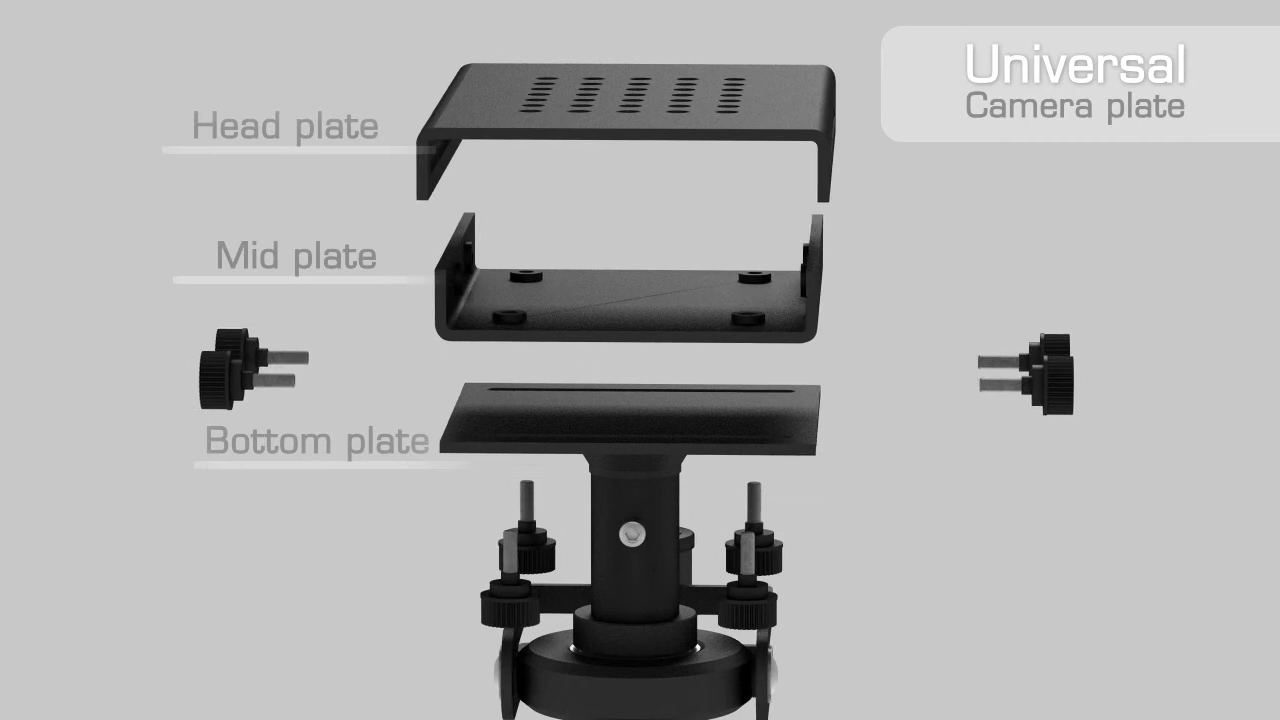 Universal
Camera plate
Head plate
Mid plate
Bottom plate